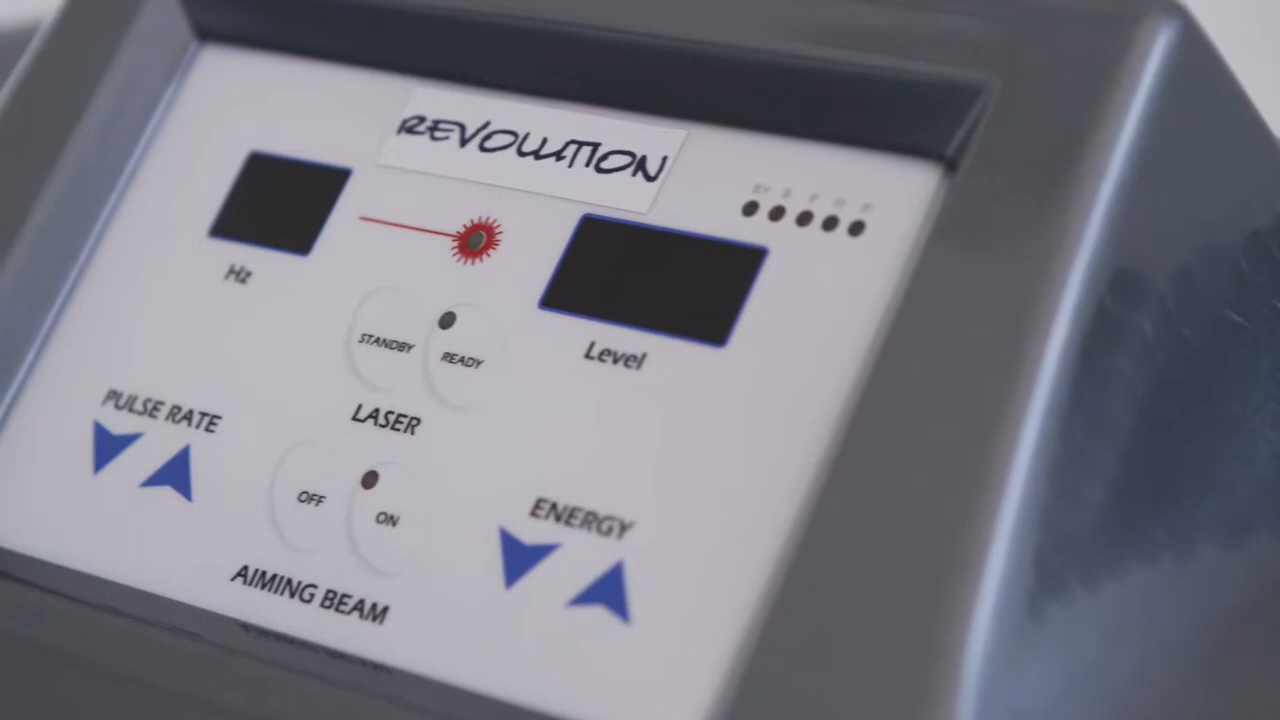 REVOLUTION
Hz
Level
STANDBY
READY
LASER
PULSE RATE
OFF
ON
AIMING BEAM
ENERGY